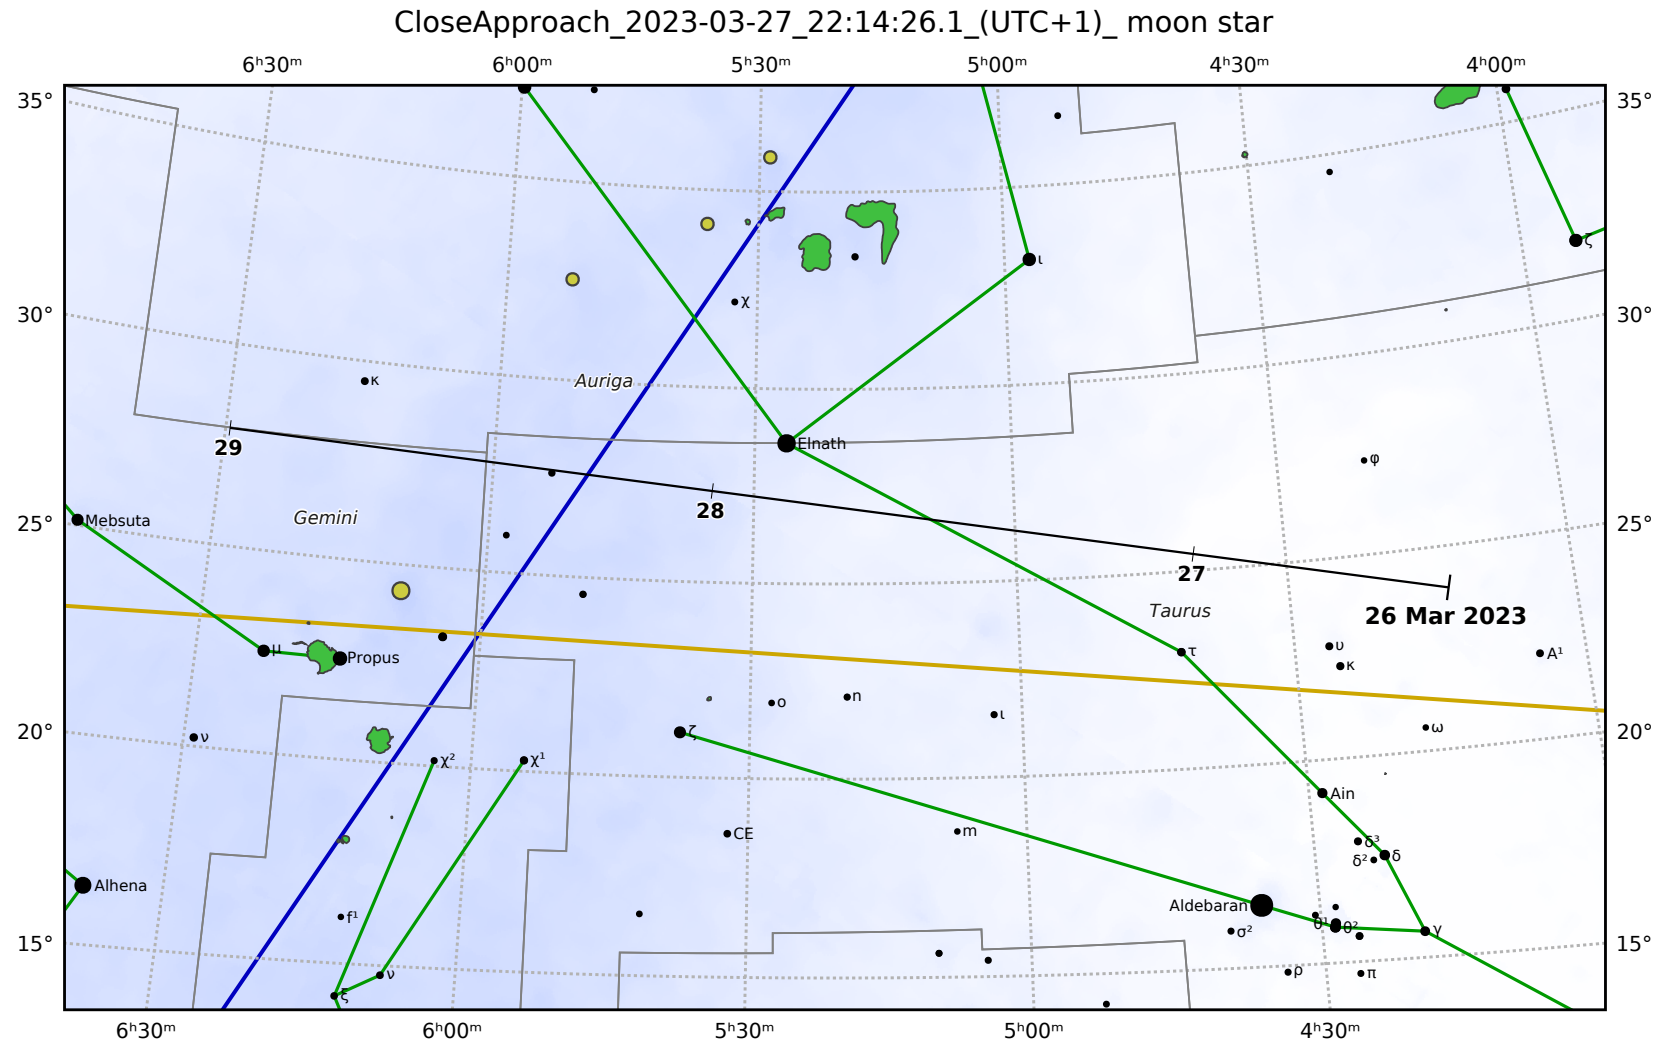 CloseApproach_2023-03-27_22:14:26.1_(UTC+1)_ moon star
6ʰ30ᵐ 6ʰ00ᵐ 5ʰ30ᵐ 5ʰ00ᵐ 4ʰ30ᵐ 4ʰ00ᵐ
35° 35°
ζ
ι
χ
30° 30°
κ
Auriga
Elnath
29
φ
28
Gemini
Mebsuta
25° 25°
27
Taurus
26 Mar 2023
υ
μ
τ
Propus
A¹
κ
n
o
ι
ω
20° 20°
ν
ζ
χ² χ¹
Ain
CE
m
δ³
δ²
δ
Alhena
Aldebaran
f¹
θ¹ θ²
σ²
γ
15° 15°
ν
ρ
π
ξ
6ʰ30ᵐ 6ʰ00ᵐ 5ʰ30ᵐ 5ʰ00ᵐ 4ʰ30ᵐ